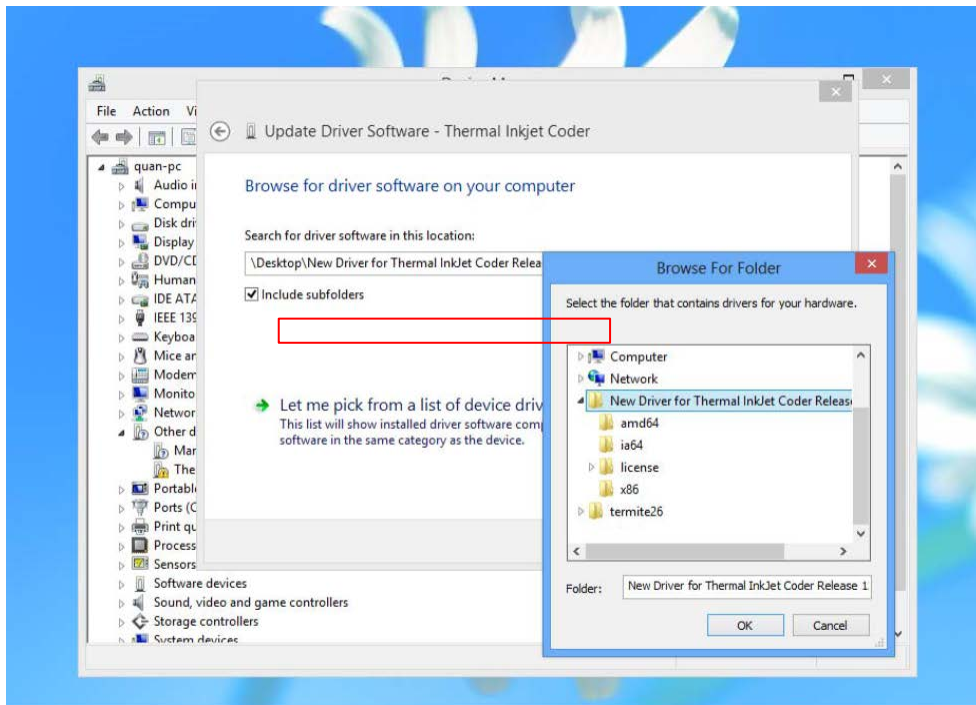 File Action Vi
Update Driver Software - Thermal Inkjet Coder
quan-pc
Audio i
Compu
Disk dri
Display
DVD/CD
Human
IDE ATA
IEEE 139
Keyboa
Mice an
Modem
Monito
Networ
Other d
Mar
The
Portable
Ports (C
Print qu
Process
Sensors
Software devices
Sound, video and game controllers
Storage controllers
System devices
Browse for driver software on your computer
Search for driver software in this location:
\Desktop\New Driver for Thermal InkJet Coder Relea
Include subfolders
Let me pick from a list of device driv
This list will show installed driver software com
software in the same category as the device.
Browse For Folder
Select the folder that contains drivers for your hardware.
Computer
Network
New Driver for Thermal InkJet Coder Releas
amd64
ia64
license
x86
termite26
Folder: New Driver for Thermal InkJet Coder Release 1
OK Cancel